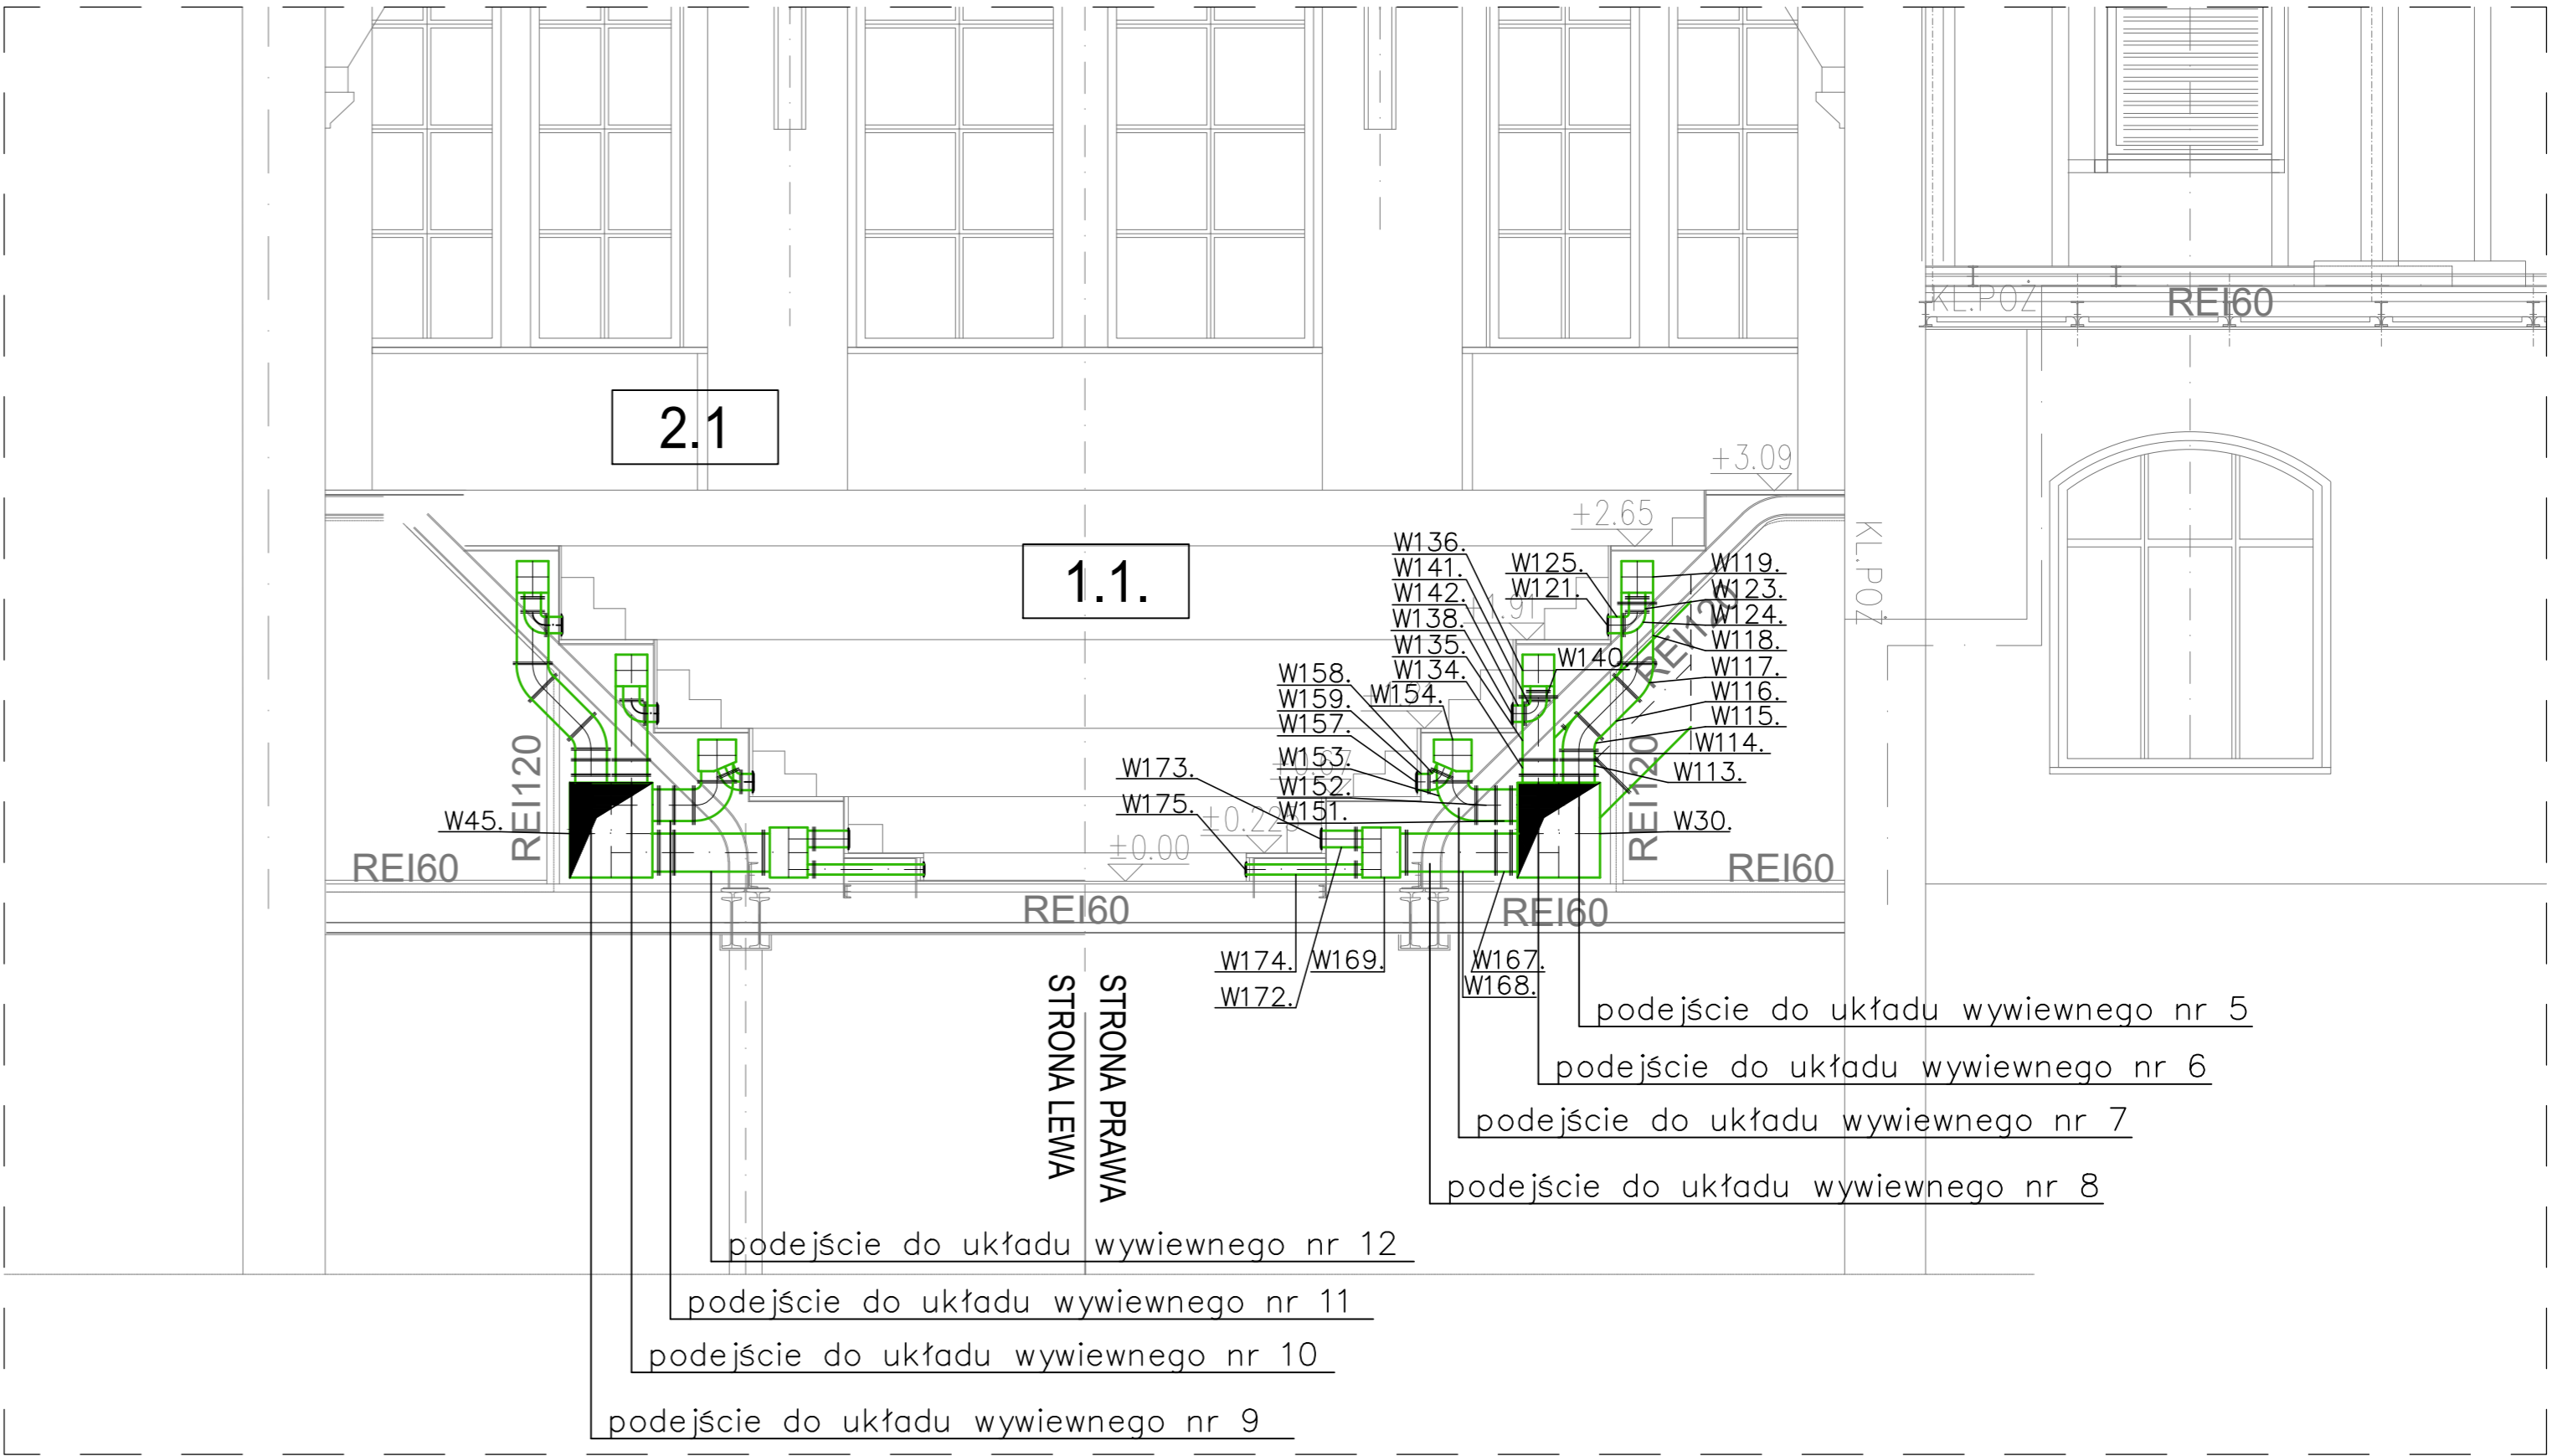 KL.POŻ
REI60
2.1
+3.09
+2.65
1.1.
W136.
W141.
W142.
W138.
W135.
W134.
W125.
W121.
W119.
W123.
W124.
W118.
W117.
W116.
W115.
W114.
W113.
W30.
W140
REI120
REI120
KL.POŻ
W158.
W159.
W157.
W154.
W153.
W152.
W151.
W173.
W175.
±0.225
±0.00
W45.
REI120
REI60
REI60
REI60
REI60
W174.
W169.
W172.
W167.
W168.
STRONA LEWA
STRONA PRAWA
podejście do układu wywiewnego nr 5
podejście do układu wywiewnego nr 6
podejście do układu wywiewnego nr 7
podejście do układu wywiewnego nr 8
podejście do układu wywiewnego nr 12
podejście do układu wywiewnego nr 11
podejście do układu wywiewnego nr 10
podejście do układu wywiewnego nr 9